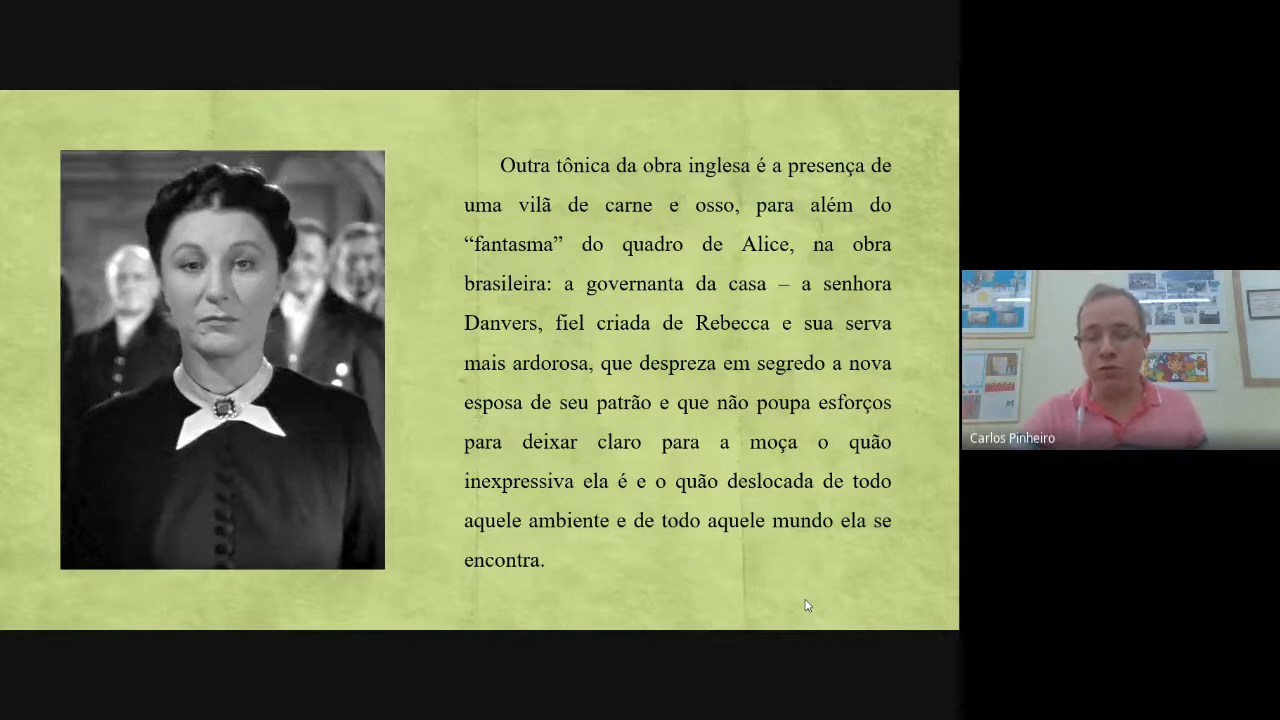 Outra tônica da obra inglesa é a presença de
uma vilã de carne e osso, para além do
“fantasma” do quadro de Alice, na obra
brasileira: a governanta da casa – a senhora
Danvers, fiel criada de Rebecca e sua serva
mais ardorosa, que despreza em segredo a nova
esposa de seu patrão e que não poupa esforços
para deixar claro para a moça o quão
inexpressiva ela é e o quão deslocada de todo
aquele ambiente e de todo aquele mundo ela se
encontra.
Carlos Pinheiro